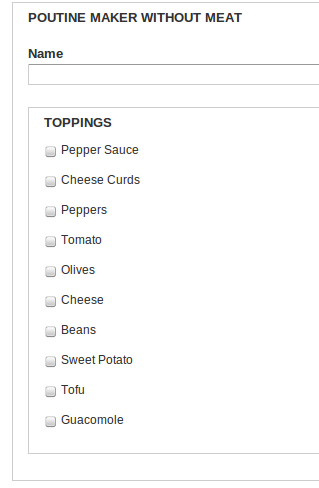 POUTINE MAKER WITHOUT MEAT
Name
TOPPINGS
Pepper Sauce
Cheese Curds
Peppers
Tomato
Olives
Cheese
Beans
Sweet Potato
Tofu
Guacomole